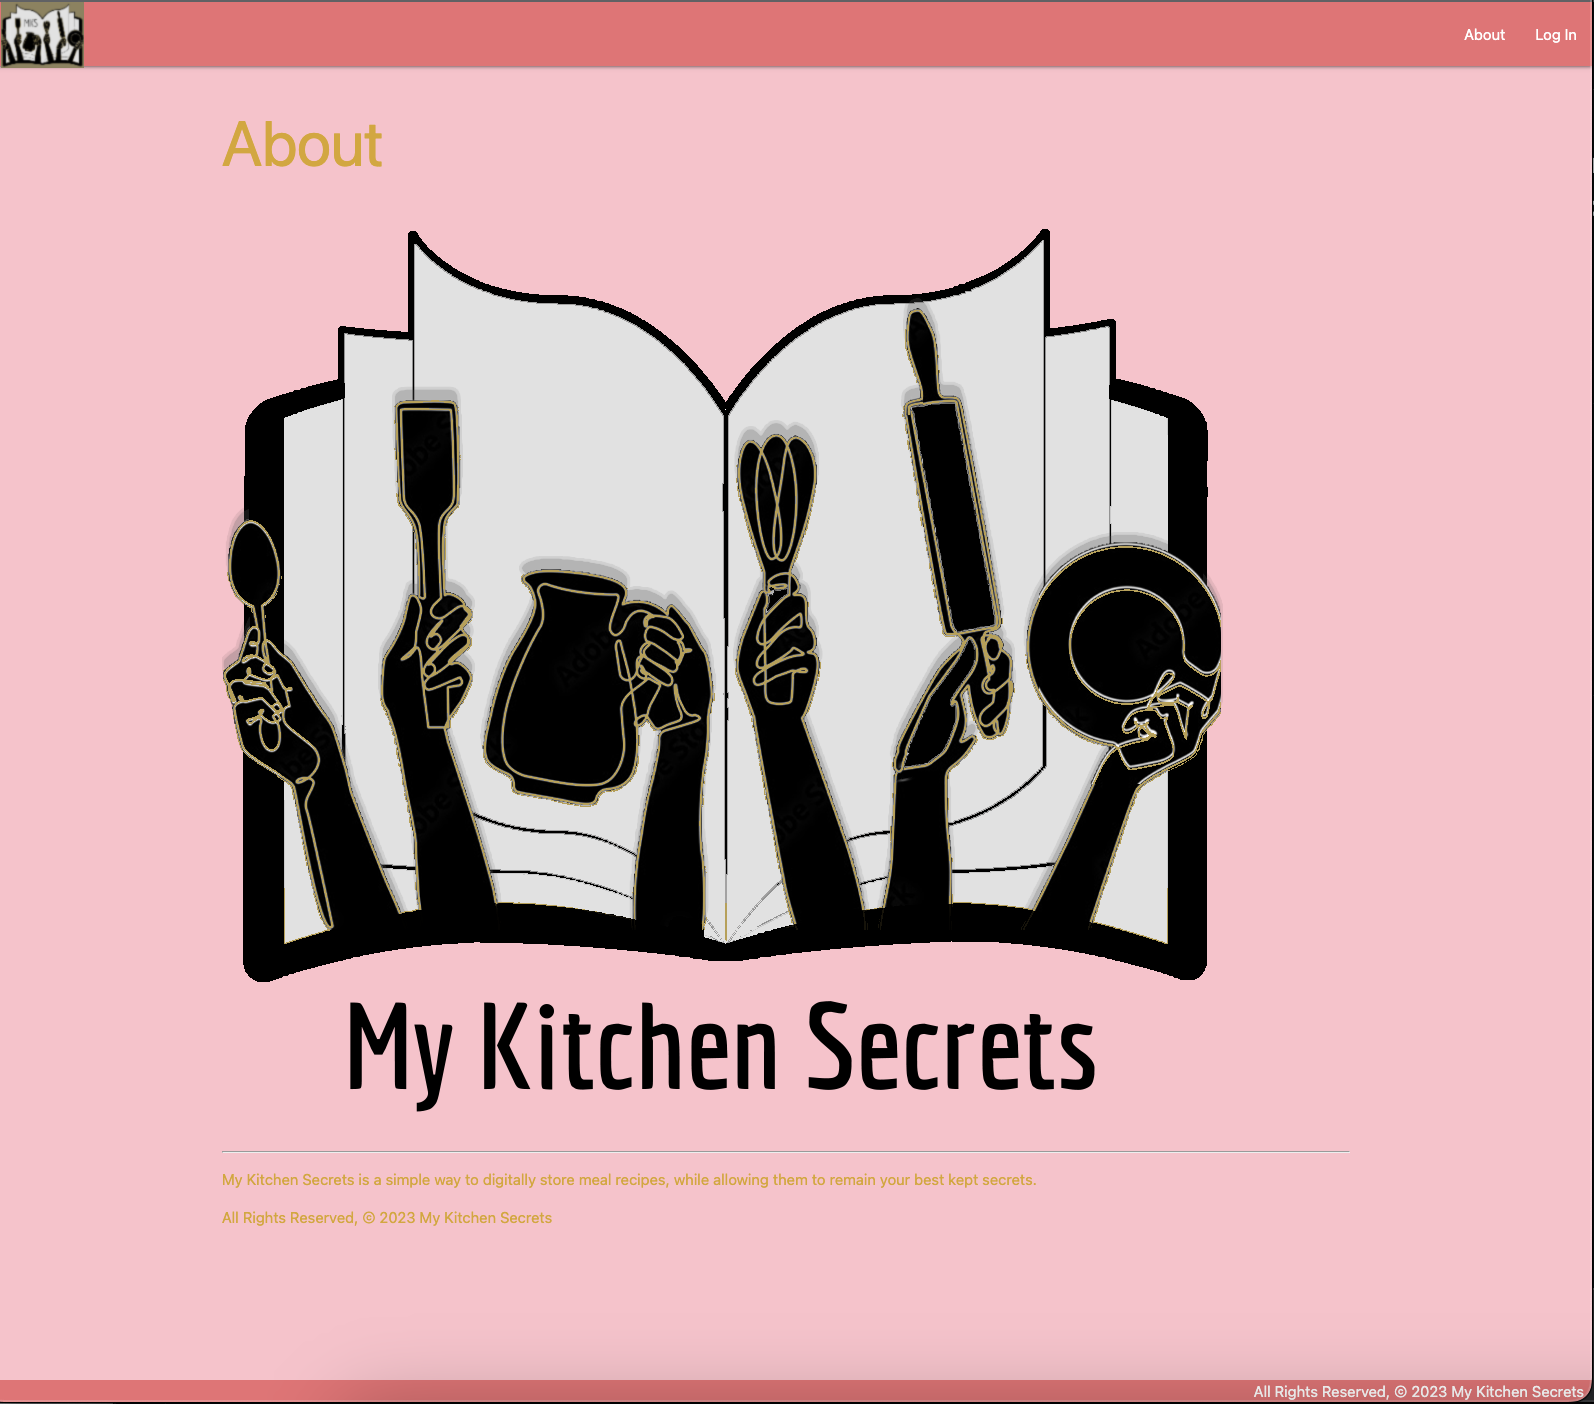 MKS
About
Log In
About
My Kitchen Secrets
My Kitchen Secrets is a simple way to digitally store meal recipes, while allowing them to remain your best kept secrets.
All Rights Reserved, © 2023 My Kitchen Secrets
All Rights Reserved, © 2023 My Kitchen Secrets